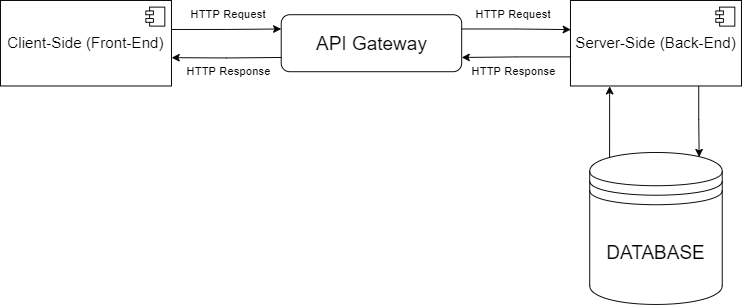 HTTP Request
HTTP Request
Client-Side (Front-End)
API Gateway
Server-Side (Back-End)
HTTP Response
HTTP Response
DATABASE